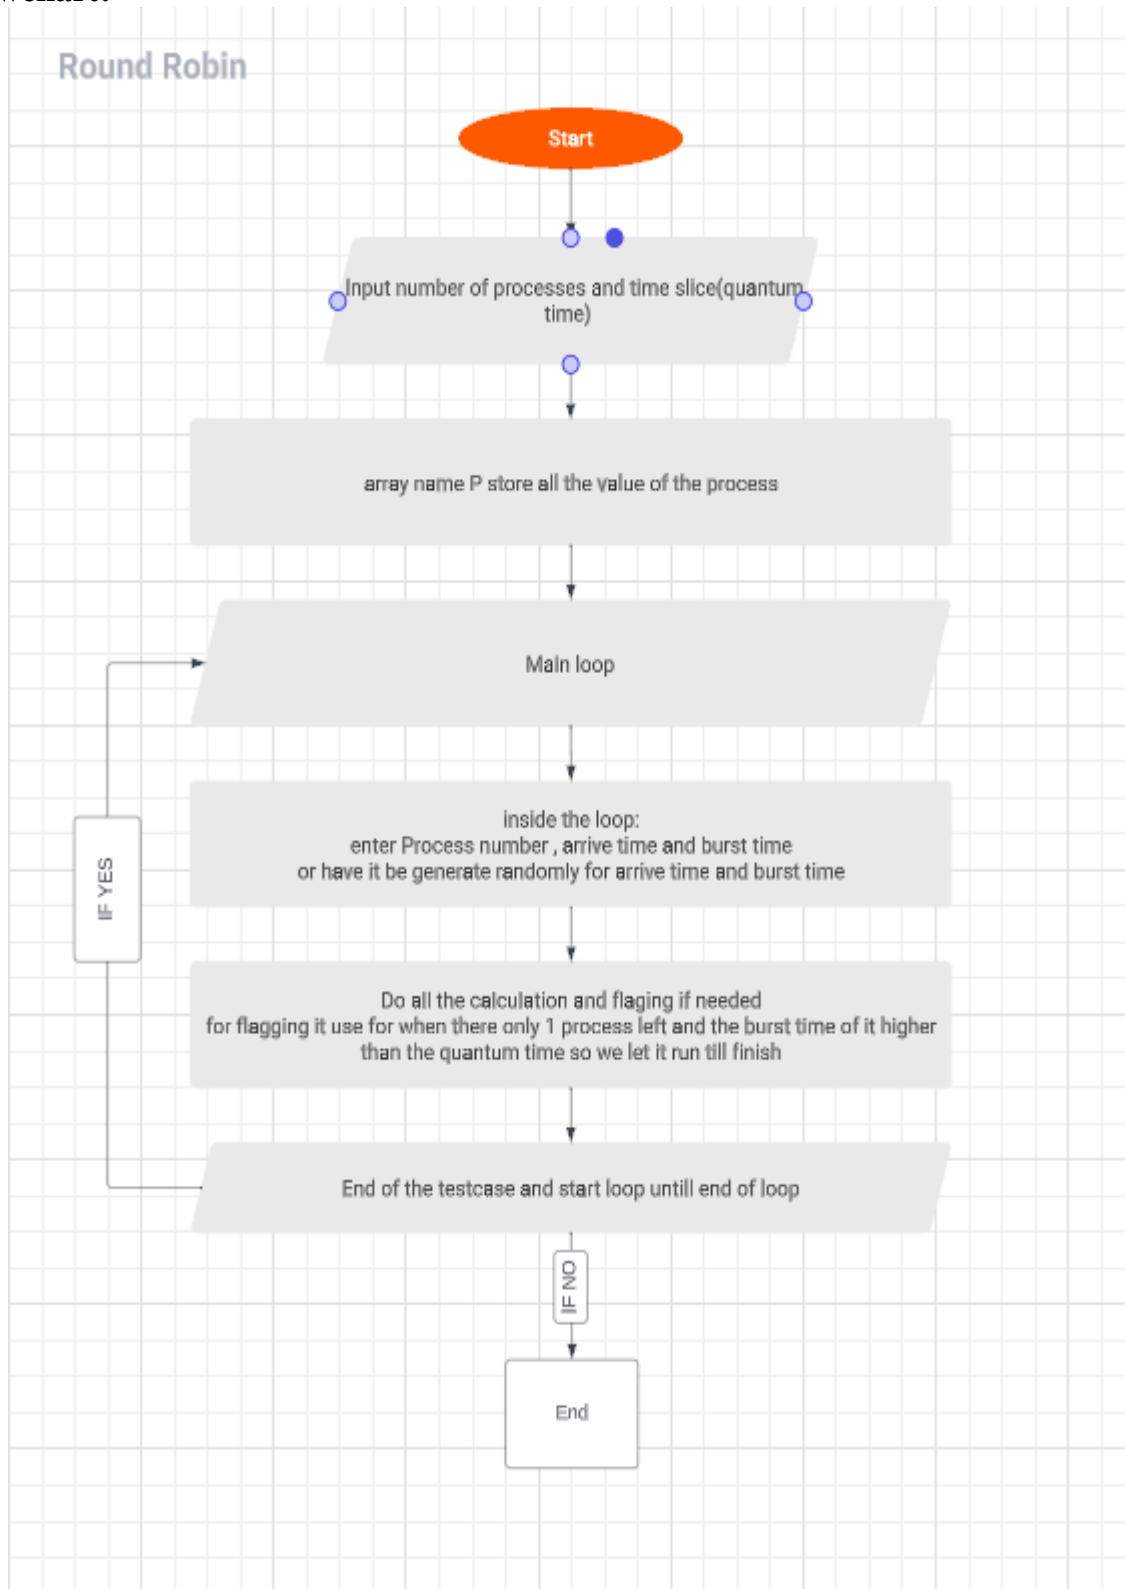 Round Robin
Start
Input number of processes and time slice(quantum
time)
array name P store all the value of the process
Main loop
inside the loop:
enter Process number , arrive time and burst time
or have it be generate randomly for arrive time and burst time
IF YES
Do all the calculation and flaging if needed
for flagging it use for when there only 1 process left and the burst time of it higher
than the quantum time so we let it run till finish
End of the testcase and start loop untill end of loop
IF NO
End